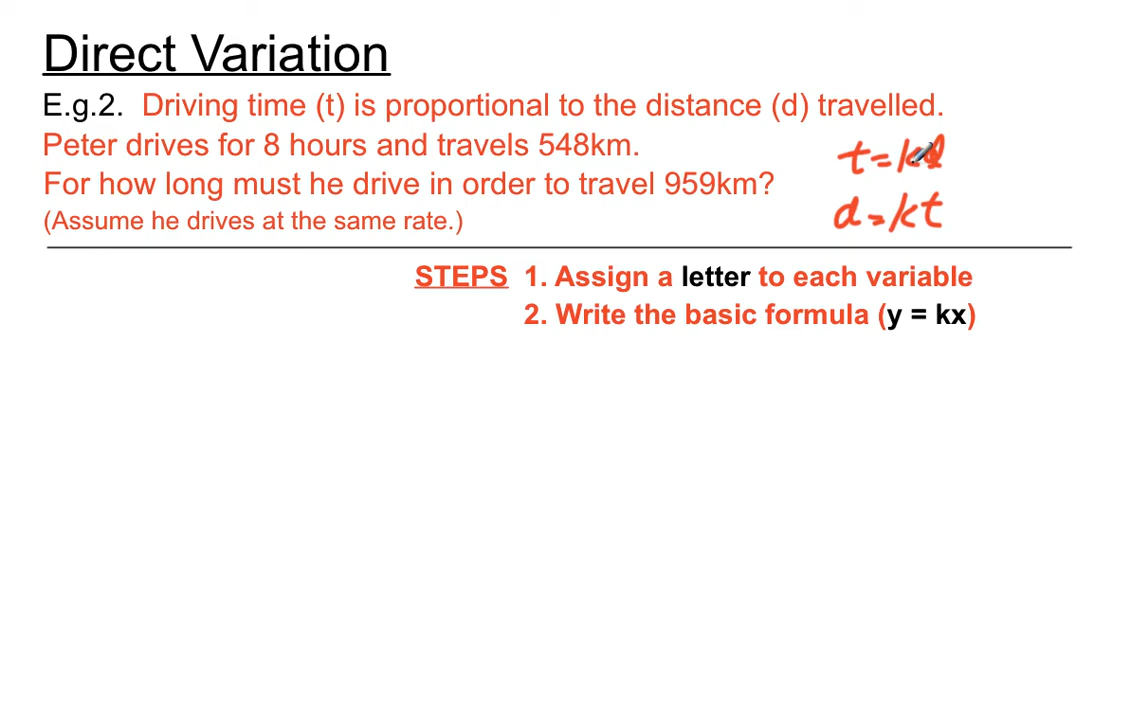 Direct Variation
E.g.2. Driving time (t) is proportional to the distance (d) travelled.
Peter drives for 8 hours and travels 548km.
t=kd
For how long must he drive in order to travel 959km?
d=kt
(Assume he drives at the same rate.)
STEPS 1. Assign a letter to each variable
2. Write the basic formula (y = kx)